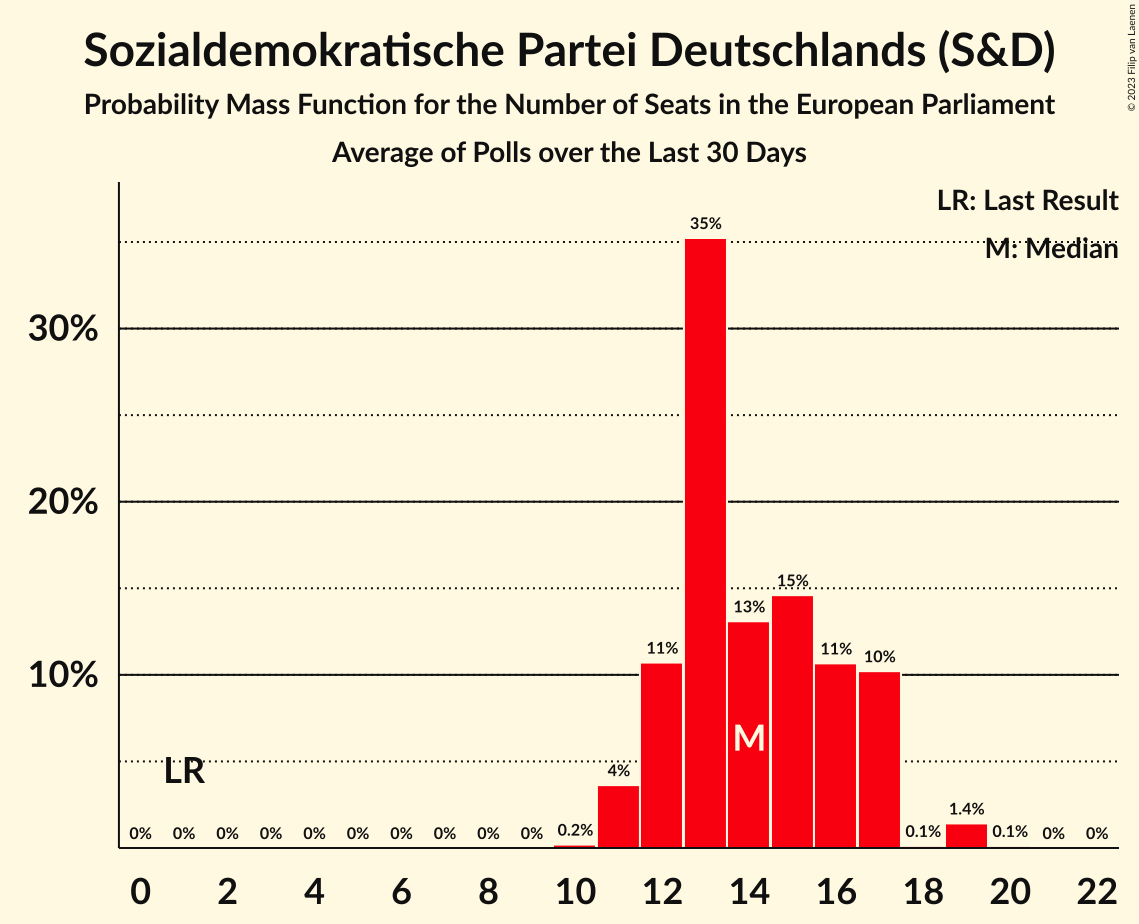 Sozialdemokratische Partei Deutschlands (S&D)
Probability Mass Function for the Number of Seats in the European Parliament
Average of Polls over the Last 30 Days
© 2023 Filip van Laenen
LR: Last Result
M: Median
35%
30%
20%
15%
13%
11%
11%
10%
10%
M
LR
4%
1.4%
0% 0% 0% 0% 0% 0% 0% 0% 0% 0% 0.2% 0.1% 0.1% 0% 0%
0 2 4 6 8 10 12 14 16 18 20 22